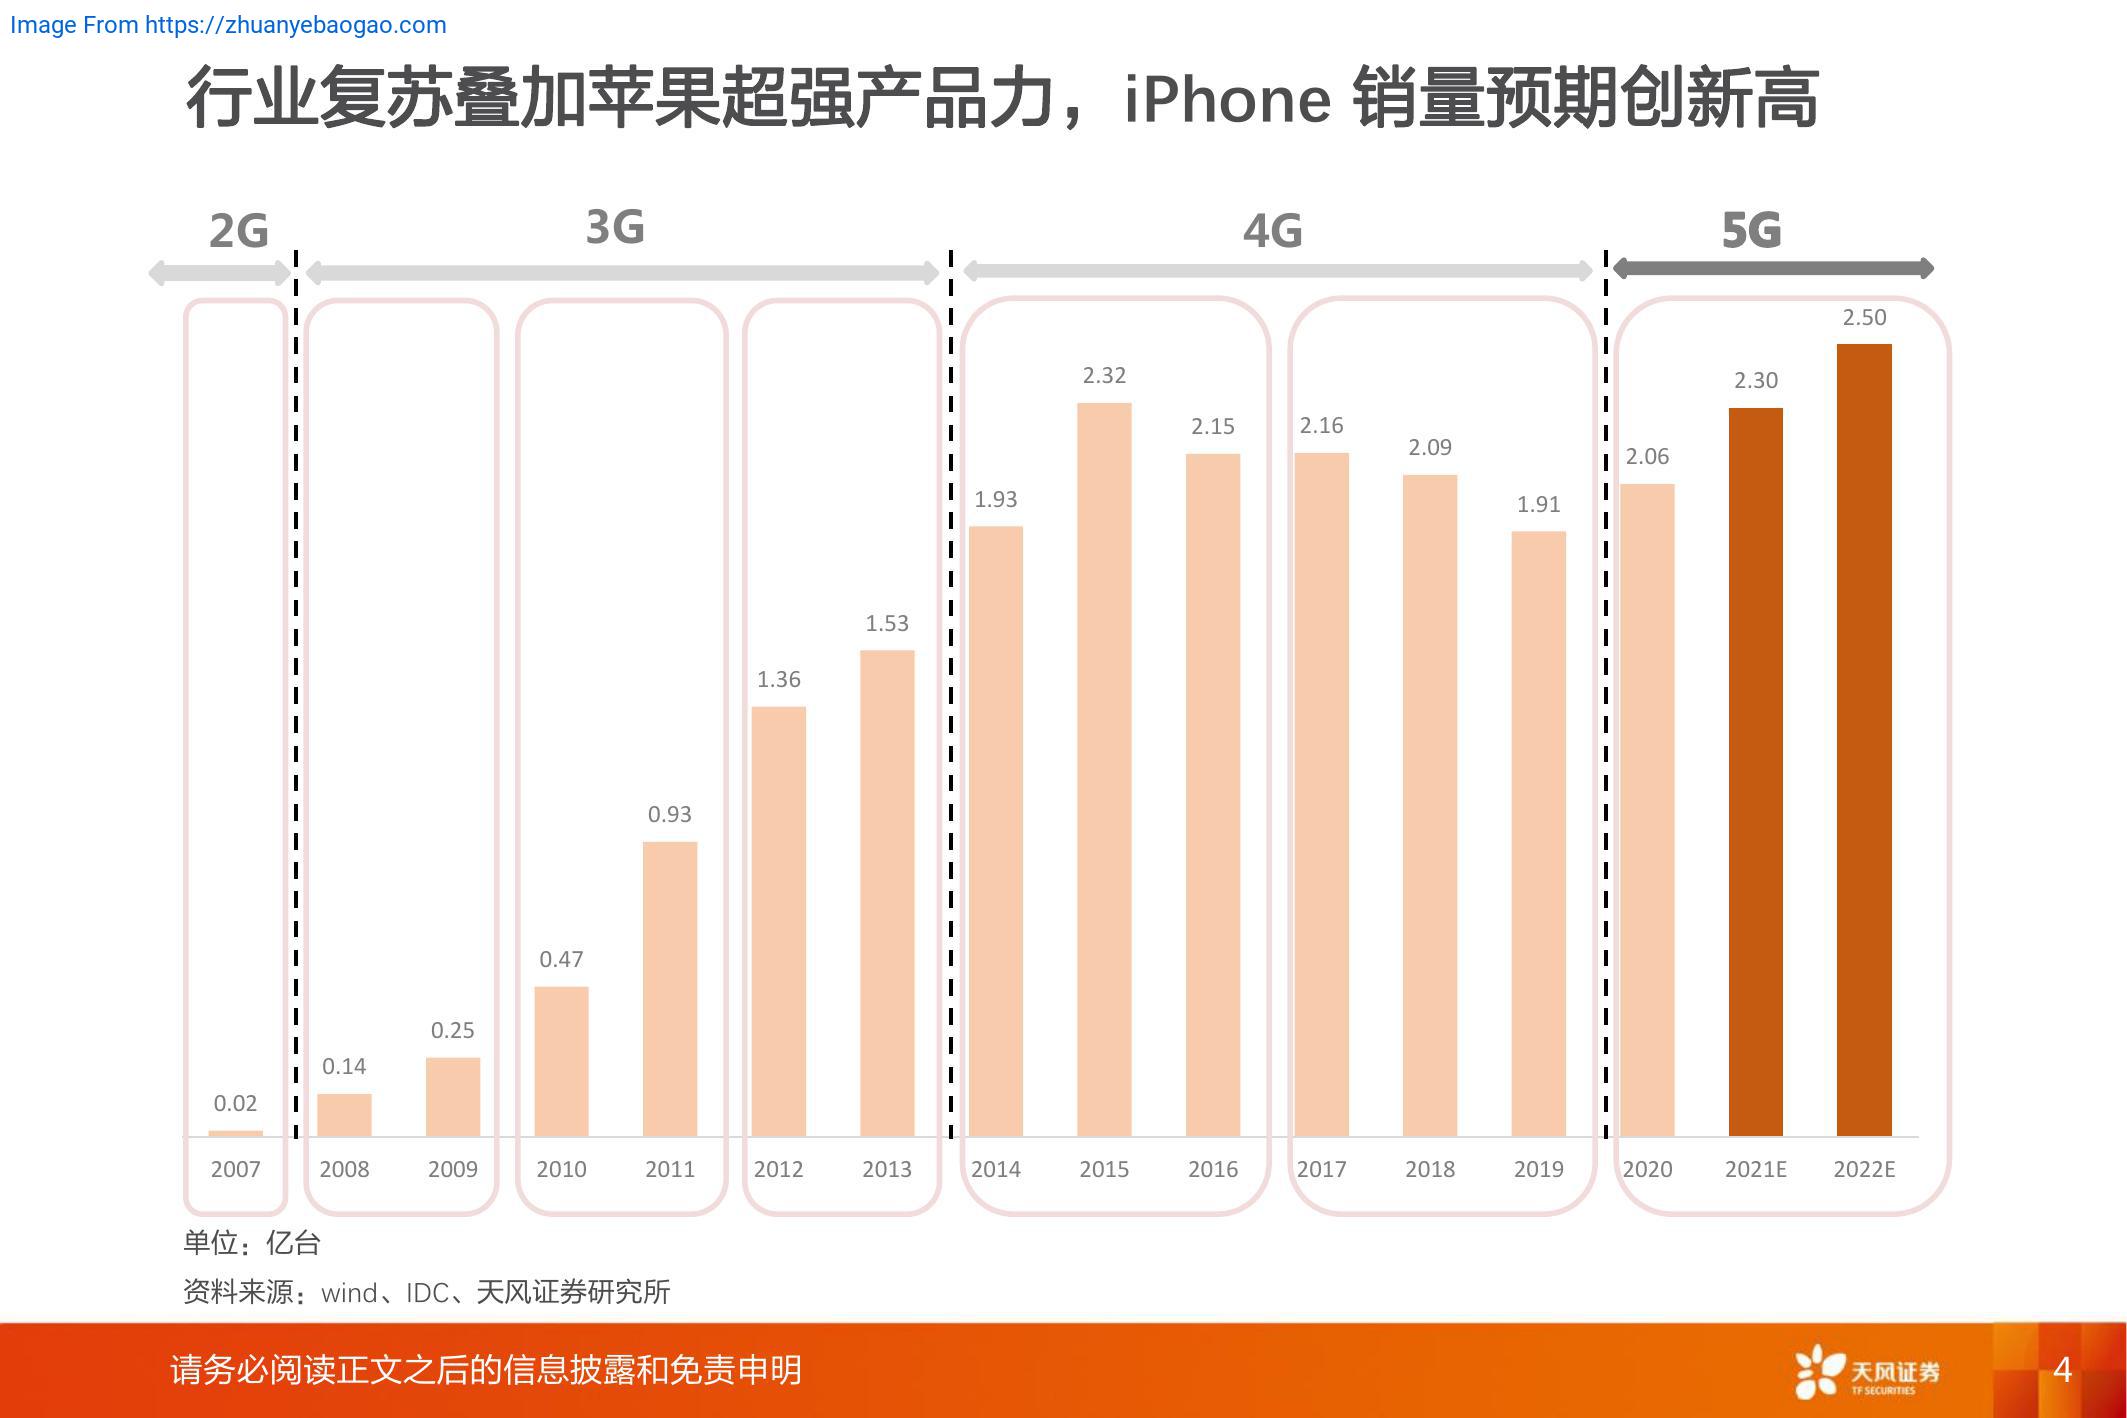 Image From https://zhuanyebaogao.com
行业复苏叠加苹果超强产品力，iPhone 销量预期创新高
2G 3G 4G 5G
2.50
2.32 2.30
2.15 2.16 2.09 2.06
1.93 1.91
1.53
1.36
0.93
0.47
0.25
0.14
0.02
2007 2008 2009 2010 2011 2012 2013 2014 2015 2016 2017 2018 2019 2020 2021E 2022E
单位：亿台
资料来源：wind、IDC、天风证券研究所
请务必阅读正文之后的信息披露和免责申明
天风证券
TF SECURITIES
4